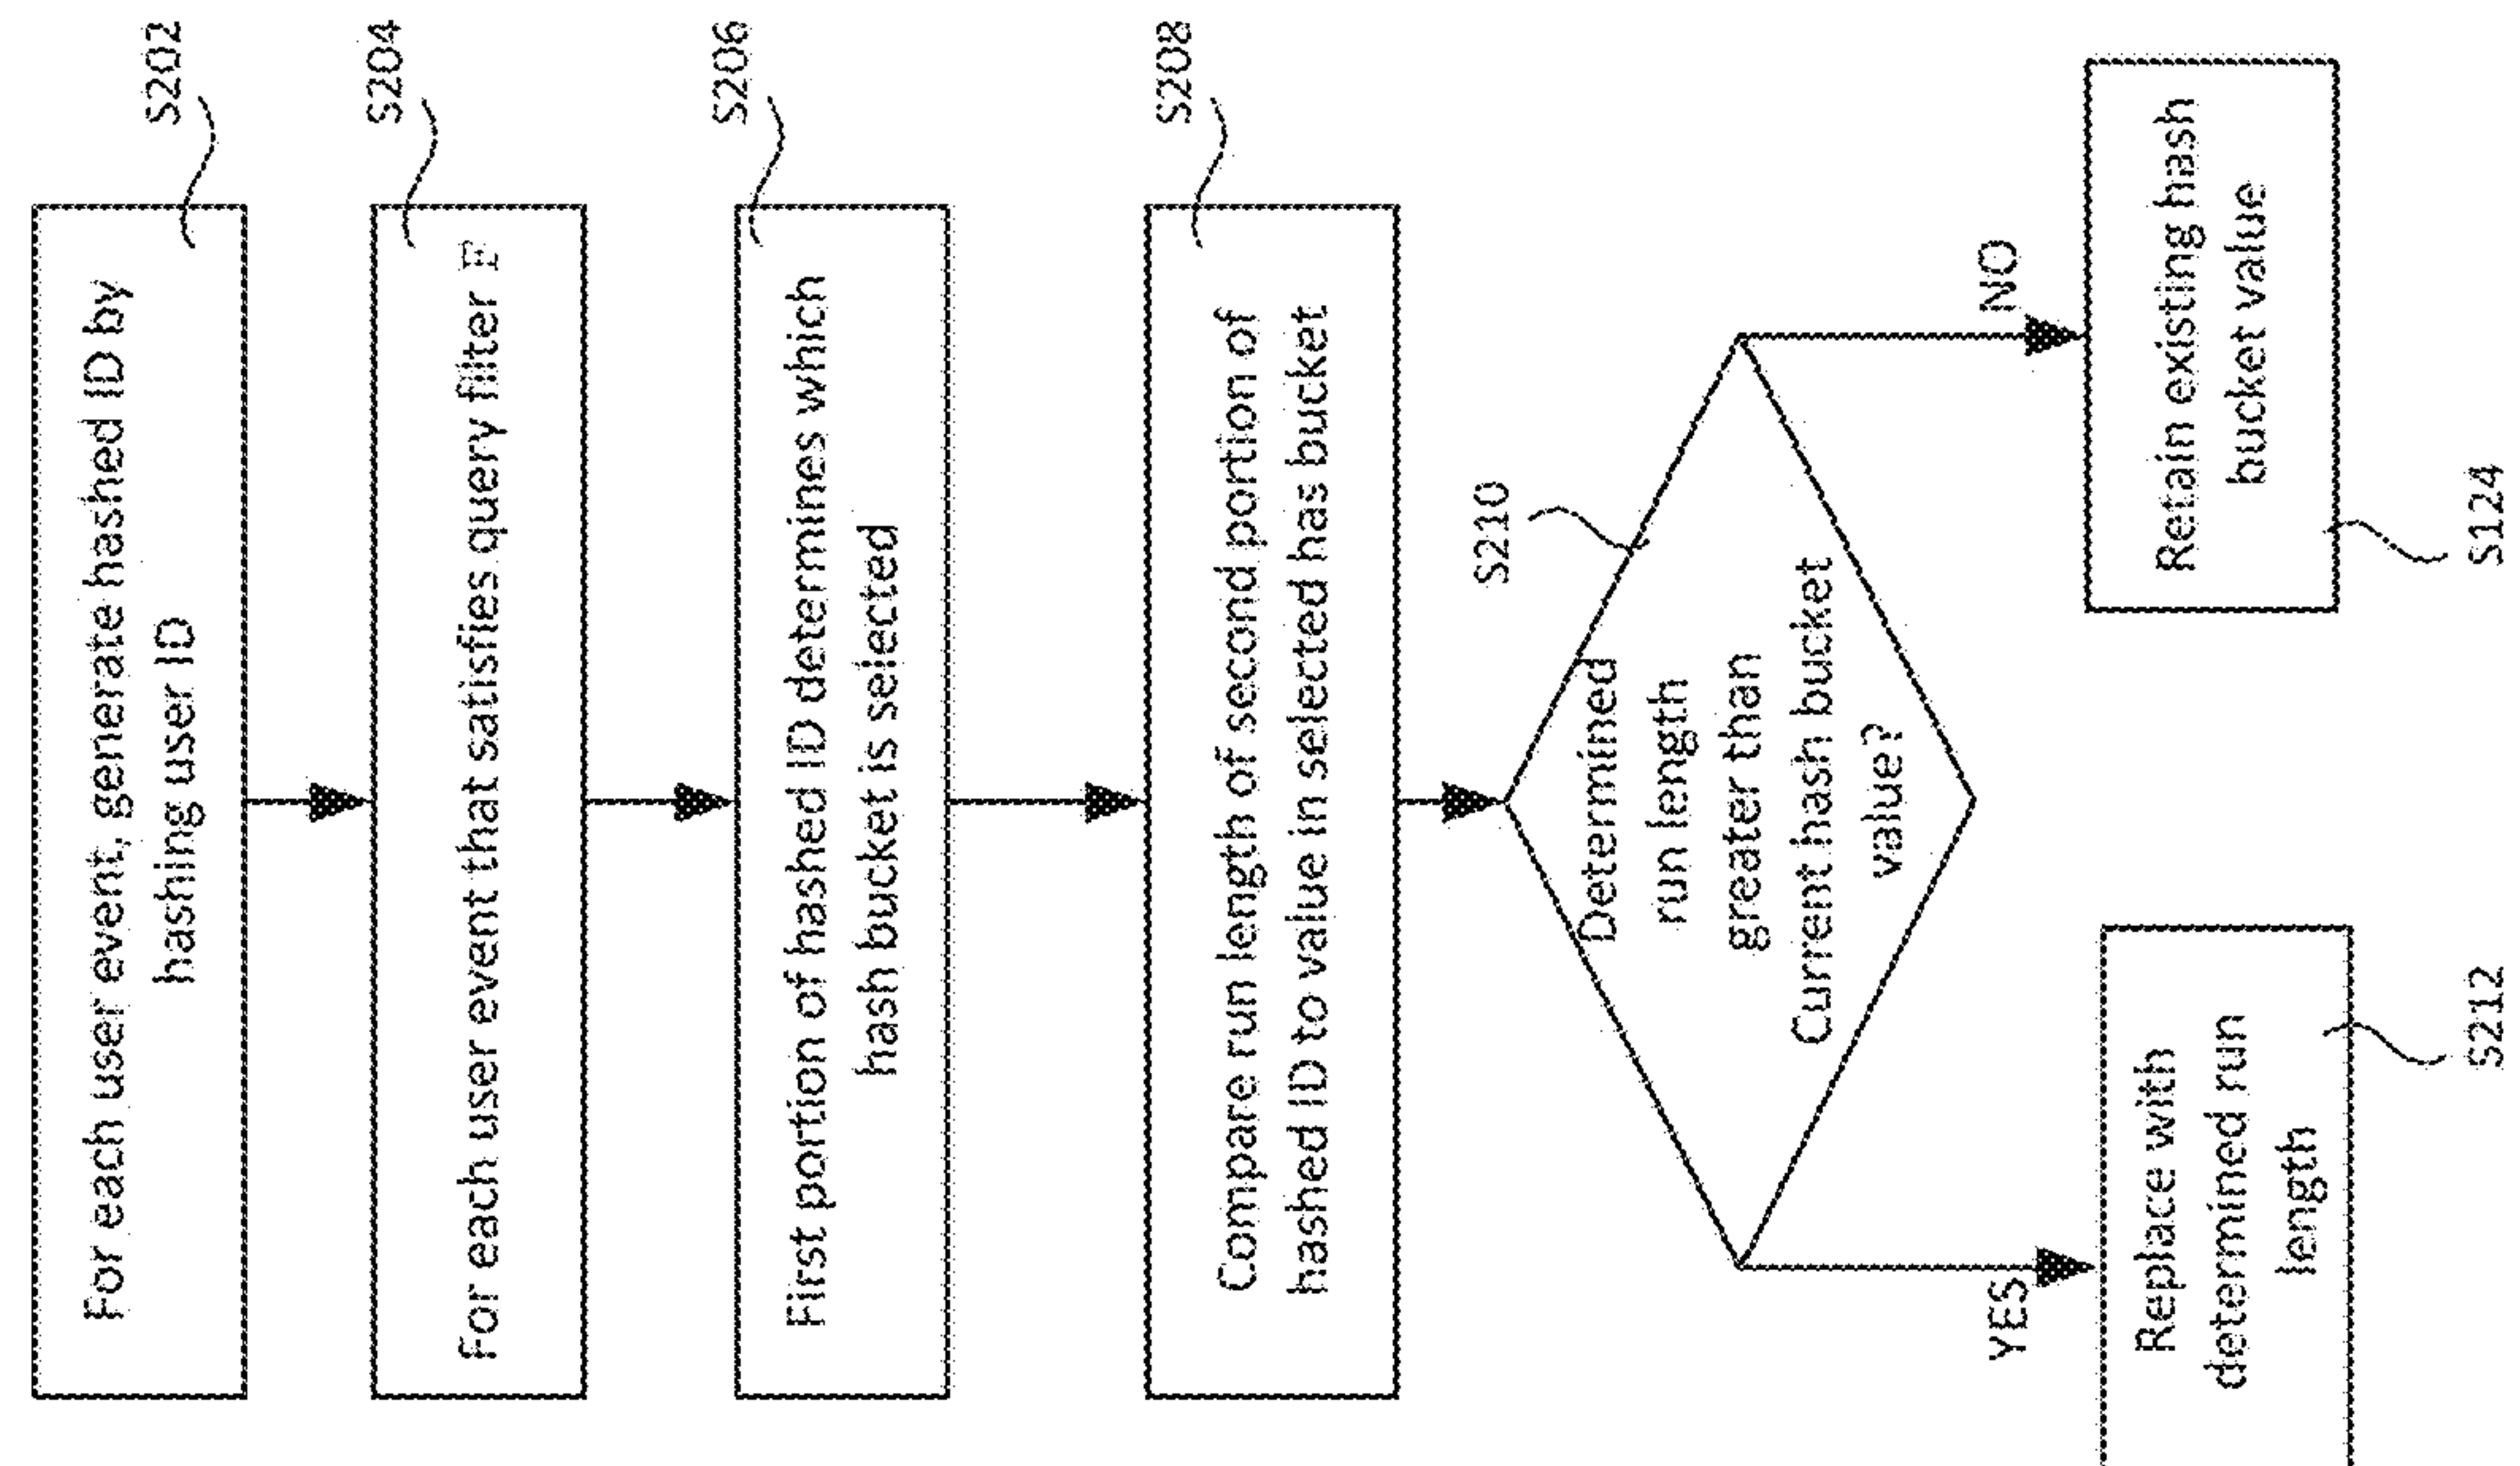 For each user event, generate hashed ID by
hashing user ID
S202
For each user event that satisfies query filter F
S204
First portion of hashed ID determines which
hash bucket is selected
S206
Compare run length of second portion of
hashed ID to value in selected has bucket
S208
Determined
run length
greater than
Current hash bucket
value?
S210
YES
NO
Replace with
determined run
length
S212
Retain existing hash
bucket value
S124